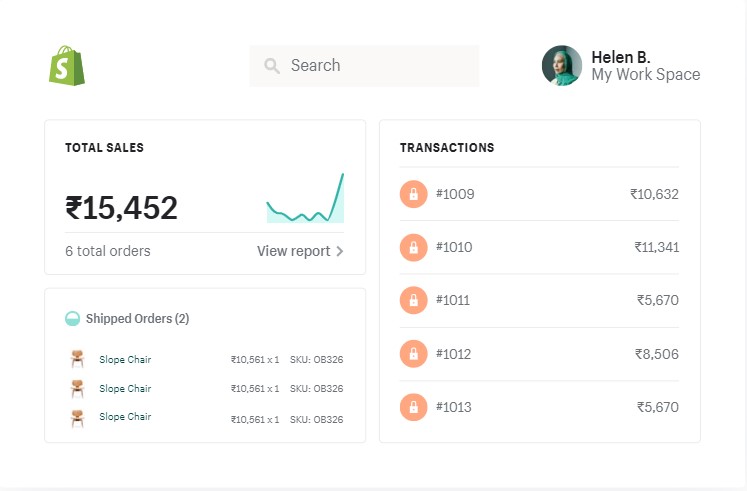 S
Search
Helen B.
My Work Space
TOTAL SALES
₹15,452
6 total orders View report
Shipped Orders (2)
Slope Chair ₹10,561 x 1 SKU: OB326
Slope Chair ₹10,561 x 1 SKU: OB326
Slope Chair ₹10,561 x 1 SKU: OB326
TRANSACTIONS
#1009 ₹10,632
#1010 ₹11,341
#1011 ₹5,670
#1012 ₹8,506
#1013 ₹5,670